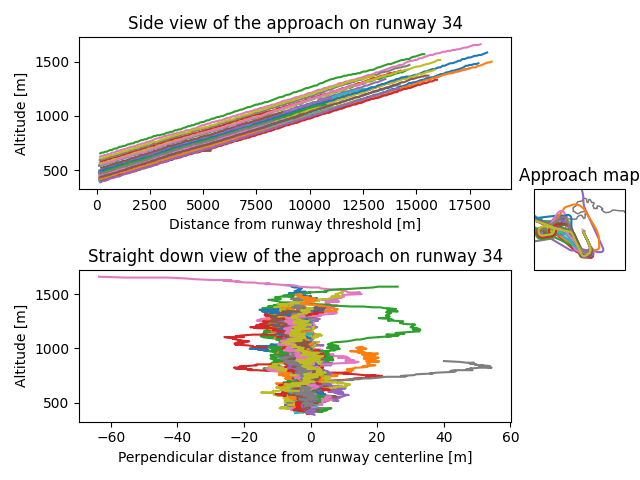 Side view of the approach on runway 34
1500
1000
500
Altitude [m]
0 2500 5000 7500 10000 12500 15000 17500
Distance from runway threshold [m]
Approach map
Straight down view of the approach on runway 34
1500
1000
500
Altitude [m]
−60 −40 −20 0 20 40 60
Perpendicular distance from runway centerline [m]